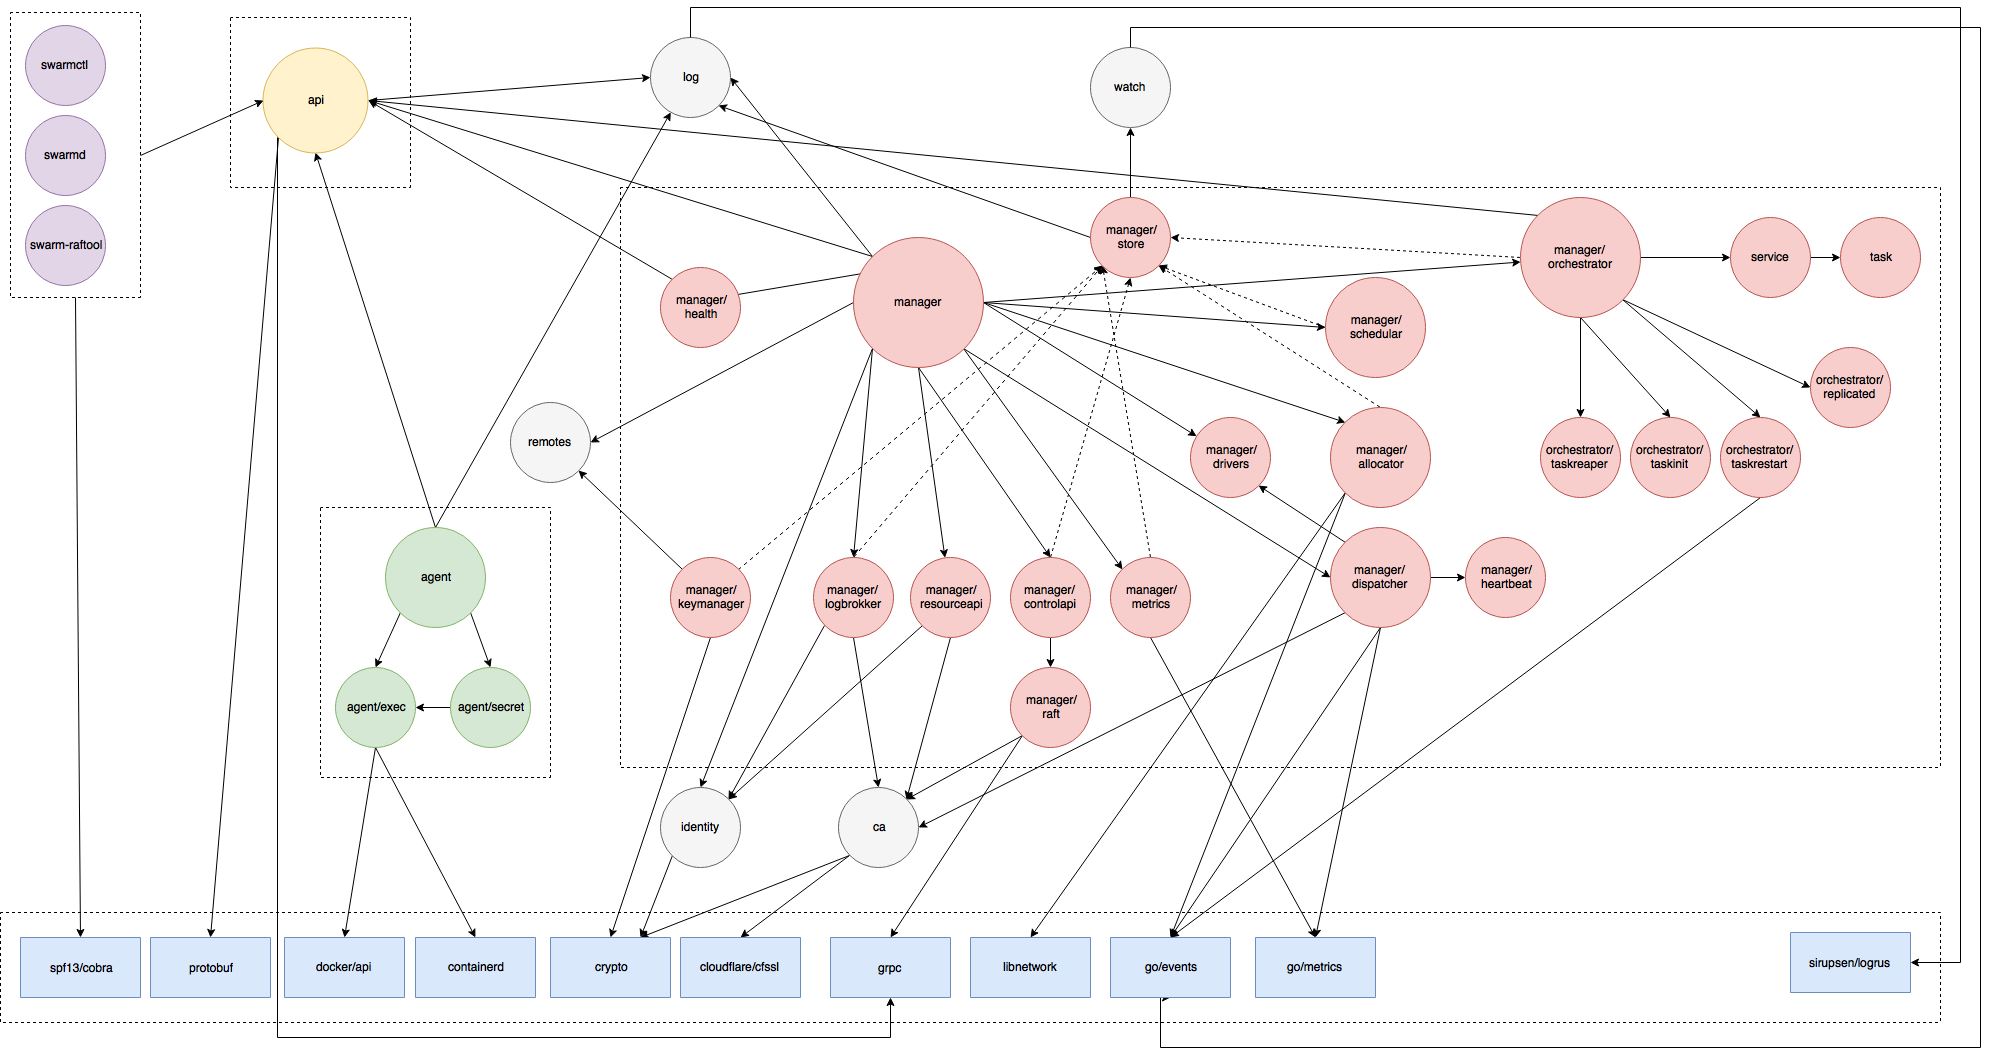 swarmctl
swarmd
swarm-raftool
api
log
watch
manager/
store
manager/
orchestrator
service
task
manager/
health
manager
manager/
schedular
orchestrator/
replicated
remotes
manager/
drivers
manager/
allocator
orchestrator/
taskreaper
orchestrator/
taskinit
orchestrator/
taskrestart
agent
manager/
keymanager
manager/
logbrokker
manager/
resourceapi
manager/
controlapi
manager/
metrics
manager/
dispatcher
manager/
heartbeat
agent/exec
agent/secret
manager/
raft
identity
ca
spf13/cobra
protobuf
docker/api
containerd
crypto
cloudflare/cfssl
grpc
libnetwork
go/events
go/metrics
sirupsen/logrus